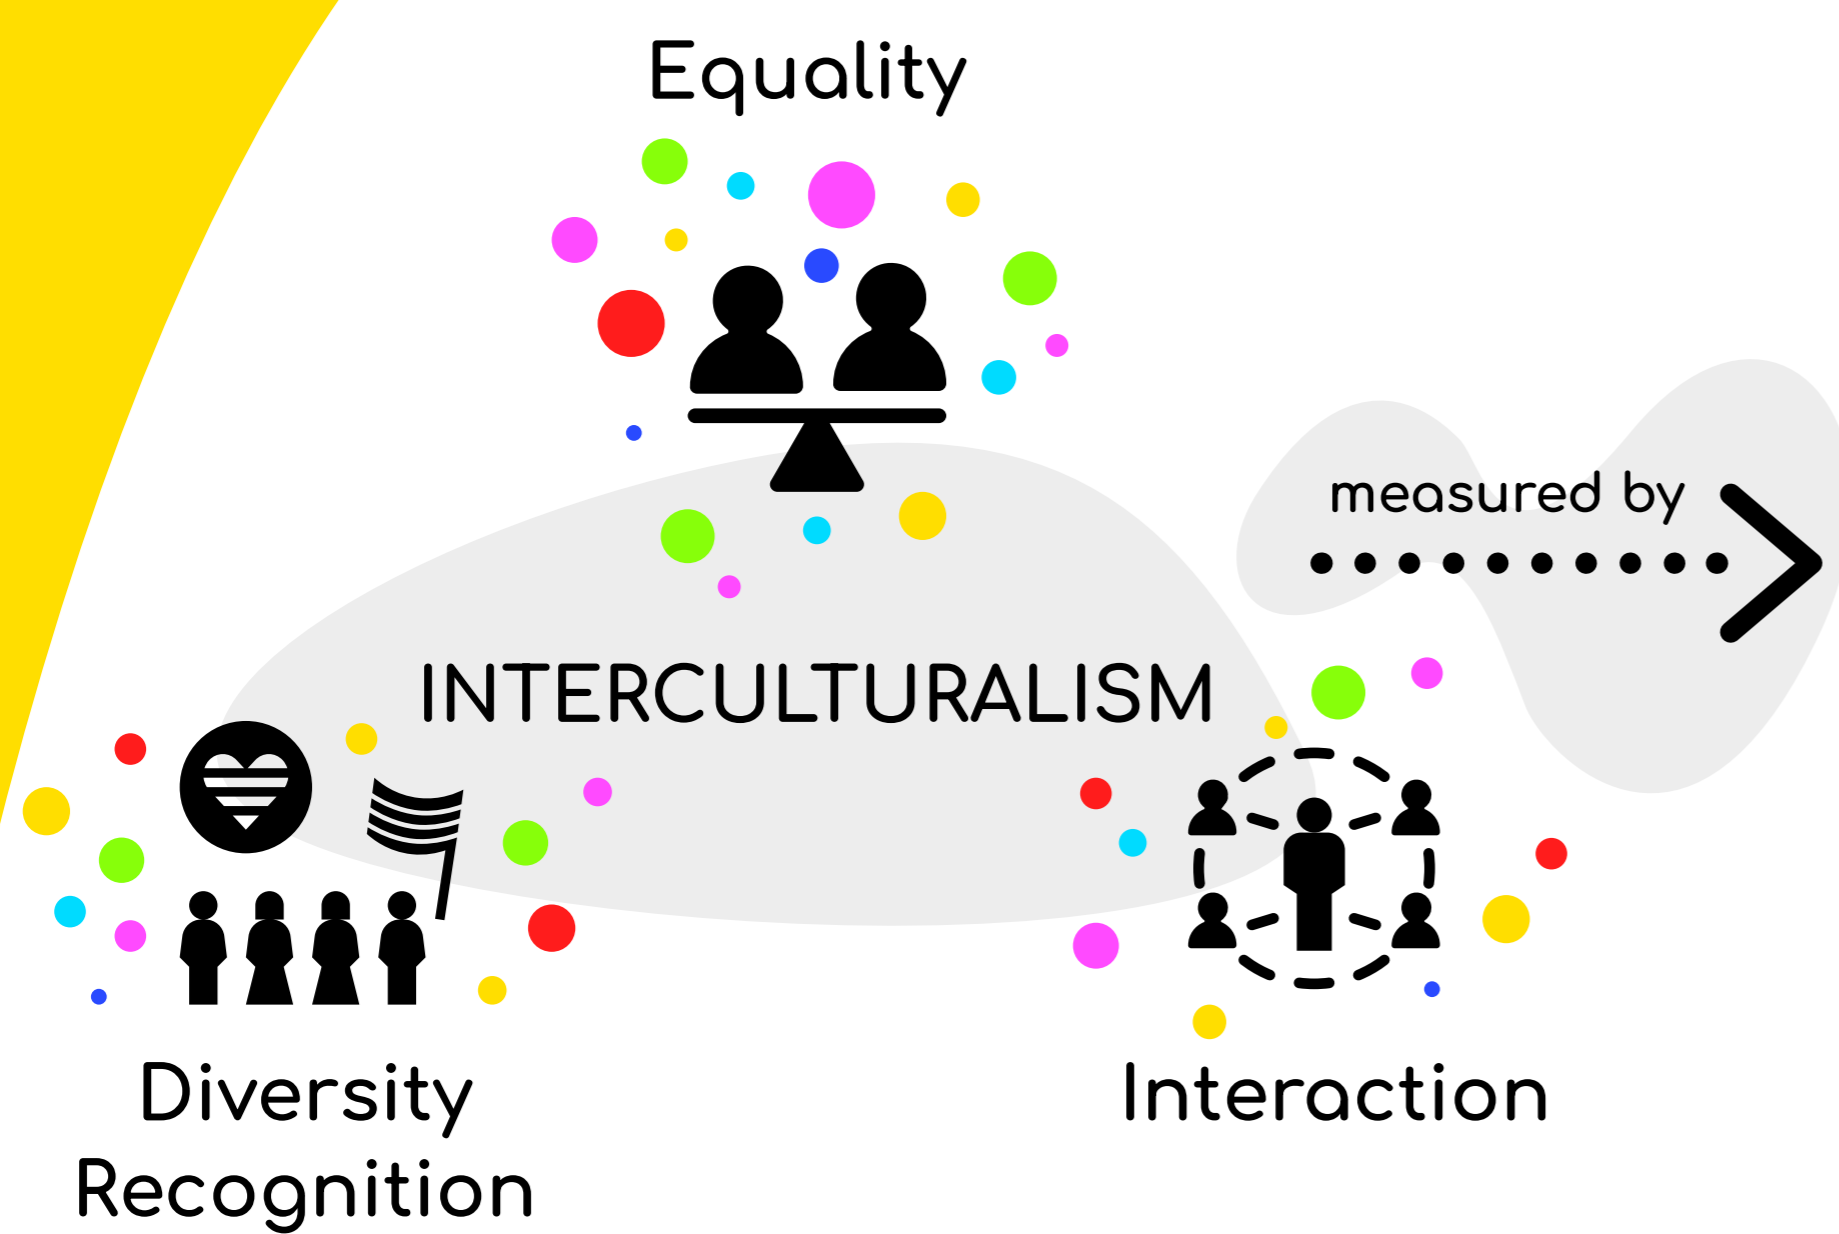 Equality
measured by
INTERCULTURALISM
Diversity
Recognition
Interaction